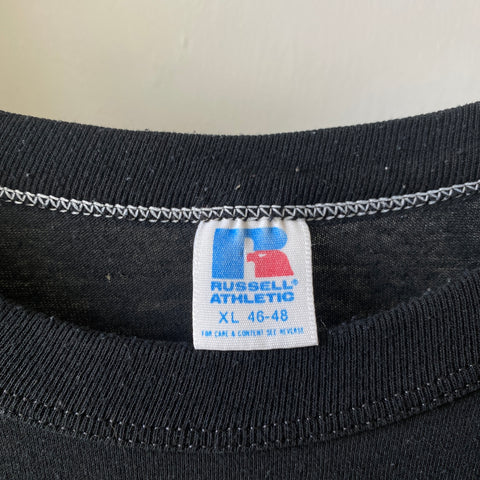 R
RUSSELL®
ATHLETIC
XL 46-48
FOR CARE & CONTENT SEE REVERSE